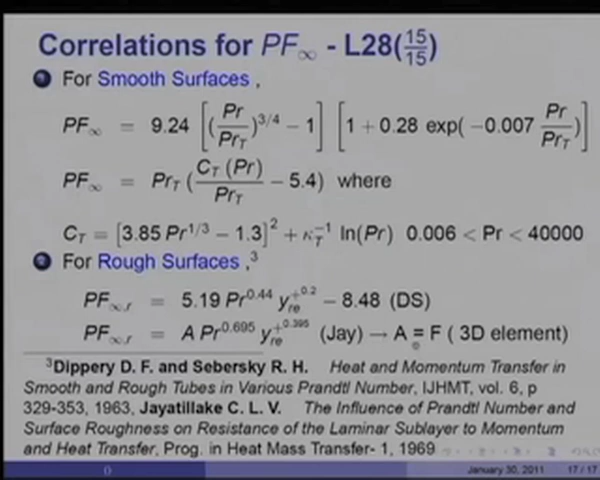 Correlations for PF∞ - L28(15/15)
For Smooth Surfaces ,
PF∞ = 9.24 [(Pr/PrT)^3/4 − 1] [1 + 0.28 exp(−0.007 Pr/PrT)]
PF∞ = PrT (CT (Pr)/PrT − 5.4) where
CT = [3.85 Pr^1/3 − 1.3]^2 + κT^−1 ln(Pr) 0.006 < Pr < 40000
For Rough Surfaces ,3
PF∞,r = 5.19 Pr^0.44 yre^+0.2 − 8.48 (DS)
PF∞,r = A Pr^0.695 yre^+0.395 (Jay) → A = F ( 3D element)
3Dippery D. F. and Sebersky R. H. Heat and Momentum Transfer in
Smooth and Rough Tubes in Various Prandtl Number, IJHMT, vol. 6, p
329-353, 1963, Jayatillake C. L. V. The Influence of Prandtl Number and
Surface Roughness on Resistance of the Laminar Sublayer to Momentum
and Heat Transfer, Prog. in Heat Mass Transfer- 1, 1969
() January 30, 2011 17 / 17